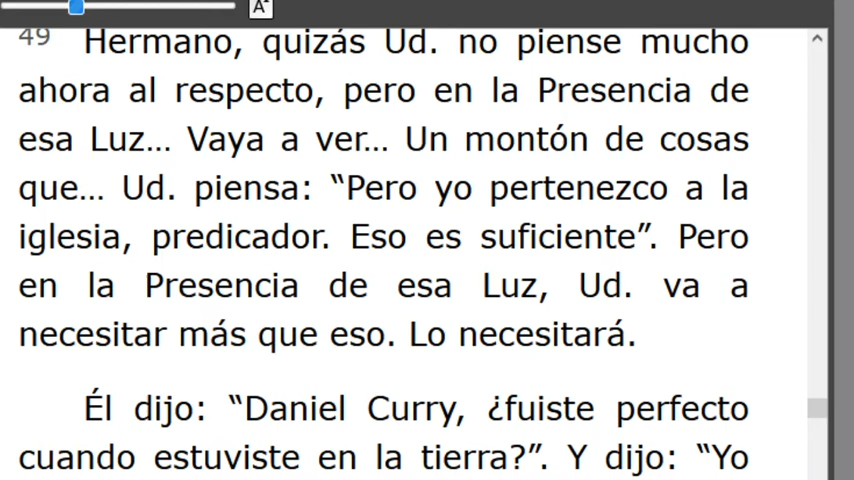 A
49 Hermano, quizás Ud. no piense mucho
ahora al respecto, pero en la Presencia de
esa Luz... Vaya a ver... Un montón de cosas
que... Ud. piensa: “Pero yo pertenezco a la
iglesia, predicador. Eso es suficiente”. Pero
en la Presencia de esa Luz, Ud. va a
necesitar más que eso. Lo necesitará.
Él dijo: “Daniel Curry, ¿fuiste perfecto
cuando estuviste en la tierra?”. Y dijo: “Yo